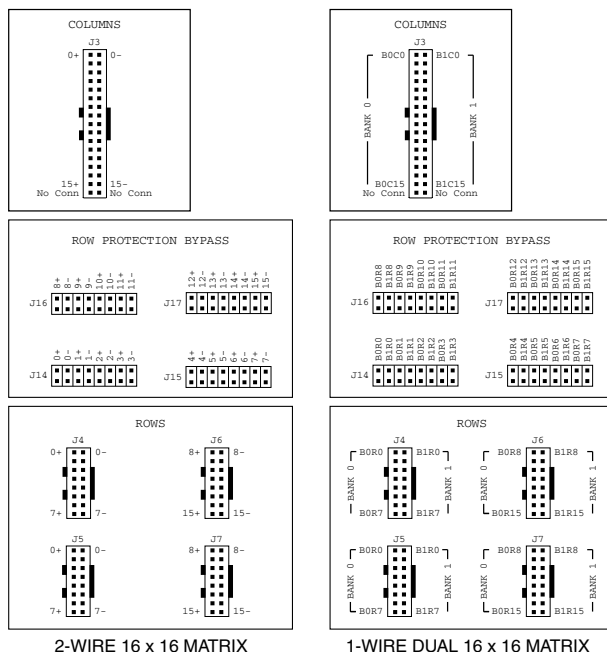 COLUMNS
J3
0+ 0-
15+ 15-
No Conn No Conn
COLUMNS
J3
B0C0 B1C0
BANK 0 BANK 1
B0C15 B1C15
No Conn No Conn
ROW PROTECTION BYPASS
8+ 8- 9+ 9- 10+ 10- 11+ 11-
J16
12+ 12- 13+ 13- 14+ 14- 15+ 15-
J17
0+ 0- 1+ 1- 2+ 2- 3+ 3-
J14
4+ 4- 5+ 5- 6+ 6- 7+ 7-
J15
ROW PROTECTION BYPASS
B0R8 B1R8 B0R9 B1R9 B0R10 B1R10 B0R11 B1R11
J16
B0R12 B1R12 B0R13 B1R13 B0R14 B1R14 B0R15 B1R15
J17
B0R0 B1R0 B0R1 B1R1 B0R2 B1R2 B0R3 B1R3
J14
B0R4 B1R4 B0R5 B1R5 B0R6 B1R6 B0R7 B1R7
J15
ROWS
J4
0+ 0-
7+ 7-
J6
8+ 8-
15+ 15-
J5
0+ 0-
7+ 7-
J7
8+ 8-
15+ 15-
ROWS
J4
B0R0 B1R0
BANK 0 BANK 1
B0R7 B1R7
J6
B0R8 B1R8
BANK 0 BANK 1
B0R15 B1R15
J5
B0R0 B1R0
BANK 0 BANK 1
B0R7 B1R7
J7
B0R8 B1R8
BANK 0 BANK 1
B0R15 B1R15
2-WIRE 16 x 16 MATRIX
1-WIRE DUAL 16 x 16 MATRIX